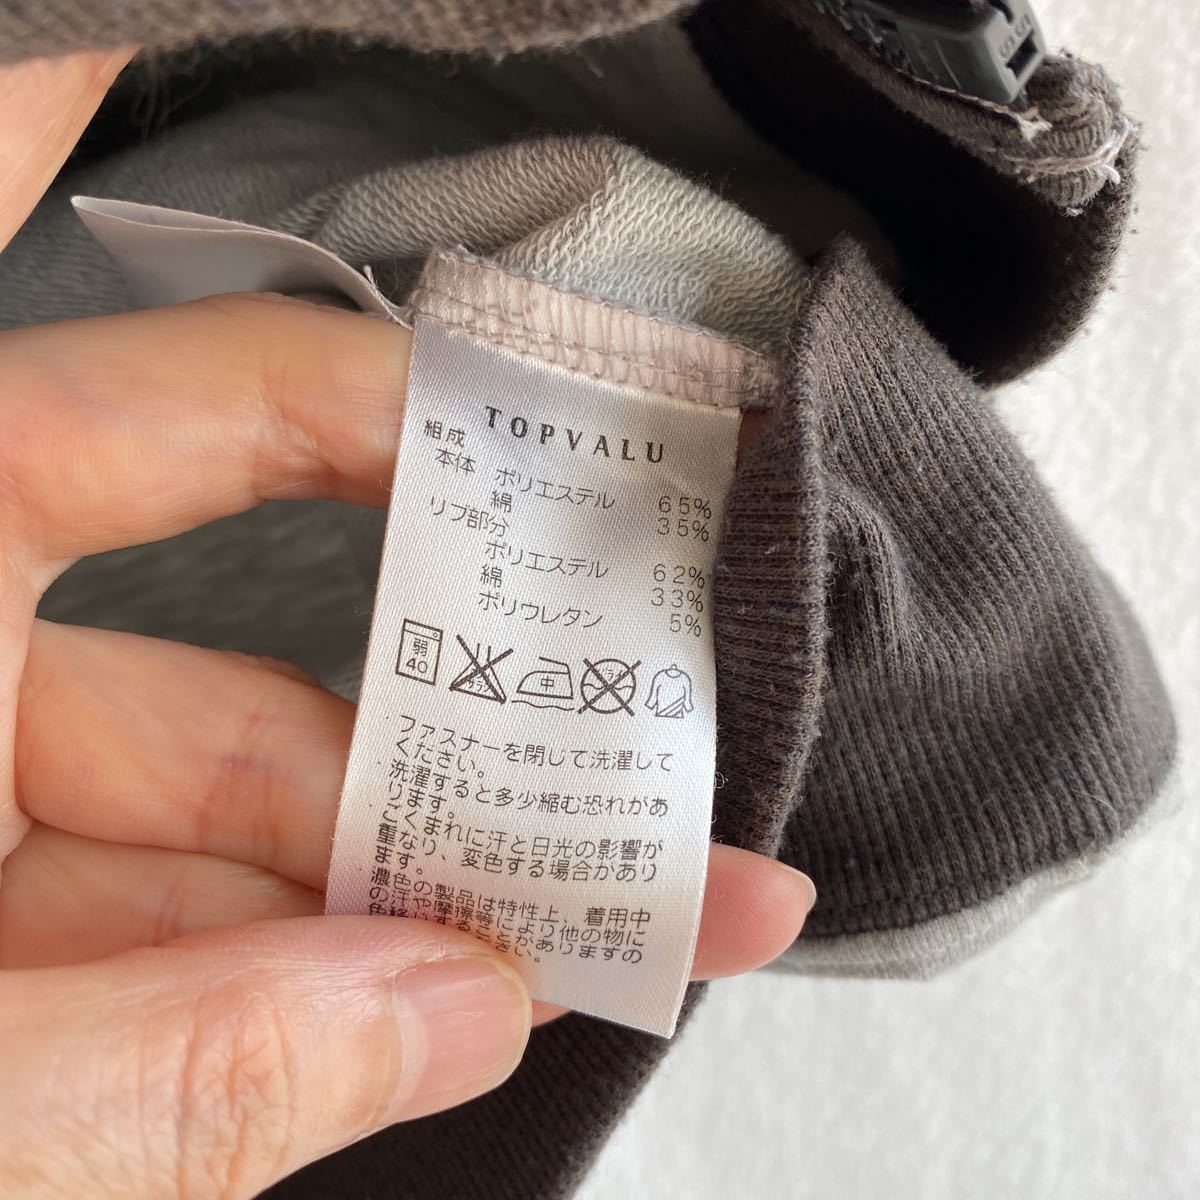 TOPVALU
組成
本体 ポリエステル 65%
綿 35%
リブ部分
ポリエステル 62%
綿 33%
ポリウレタン 5%
弱 40 中
ファスナーを閉じて洗濯して
ください。
洗濯すると多少縮む恐れがあ
ります。
ごくまれに汗と日光の影響が
重なり、変色する場合があり
ます。
濃色の製品は特性上、着用中
の汗や摩擦等により他の物に
色移りすることがありますの